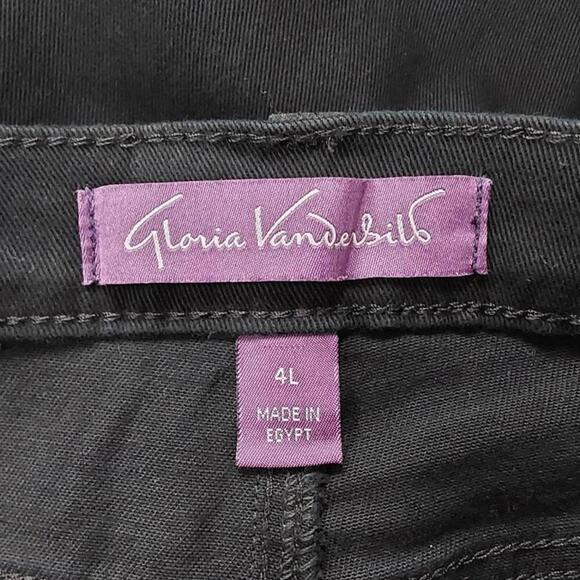 Gloria Vanderbilt
4L
MADE IN
EGYPT